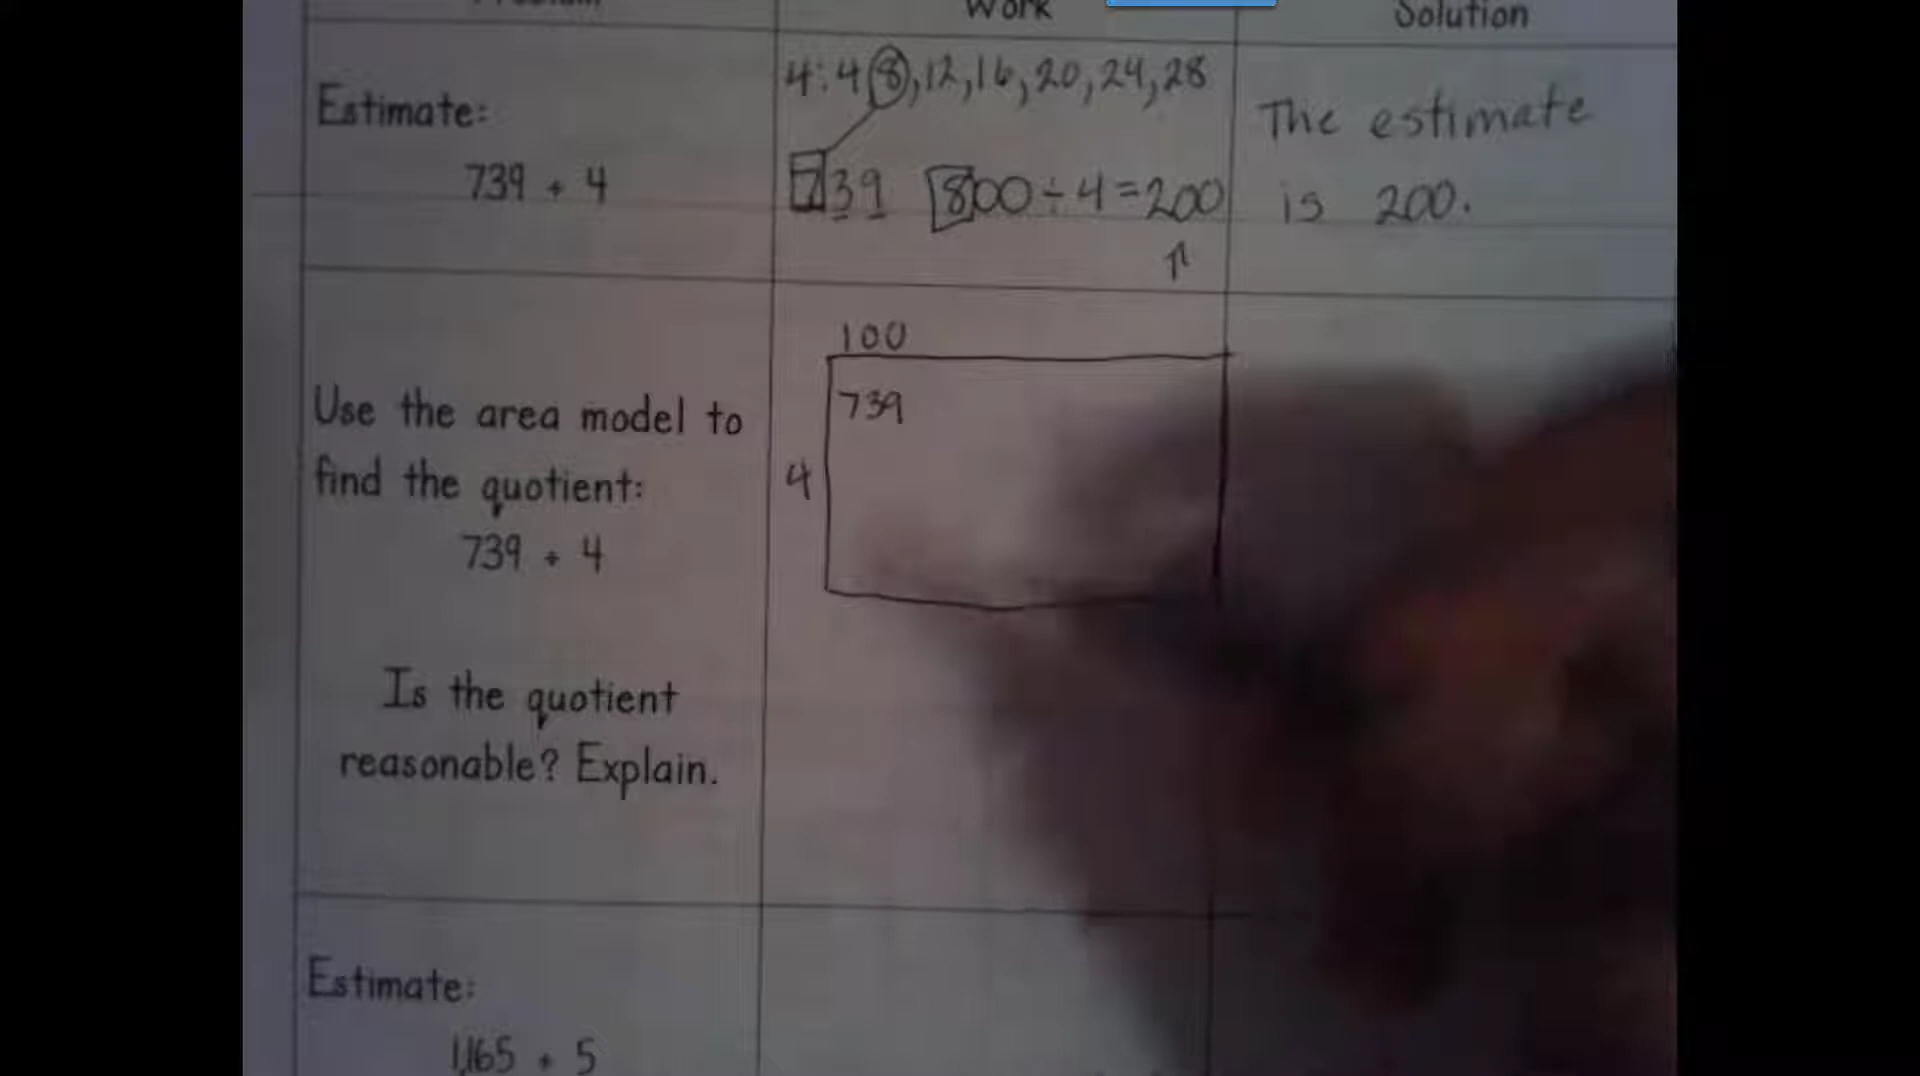 Work
Solution
Estimate:
739 ÷ 4
4:4 8, 12, 16, 20, 24, 28
739 800 ÷ 4 = 200
↑
The estimate
is 200.
Use the area model to
find the quotient:
739 ÷ 4
Is the quotient
reasonable? Explain.
100
739
4
Estimate:
1,165 ÷ 5